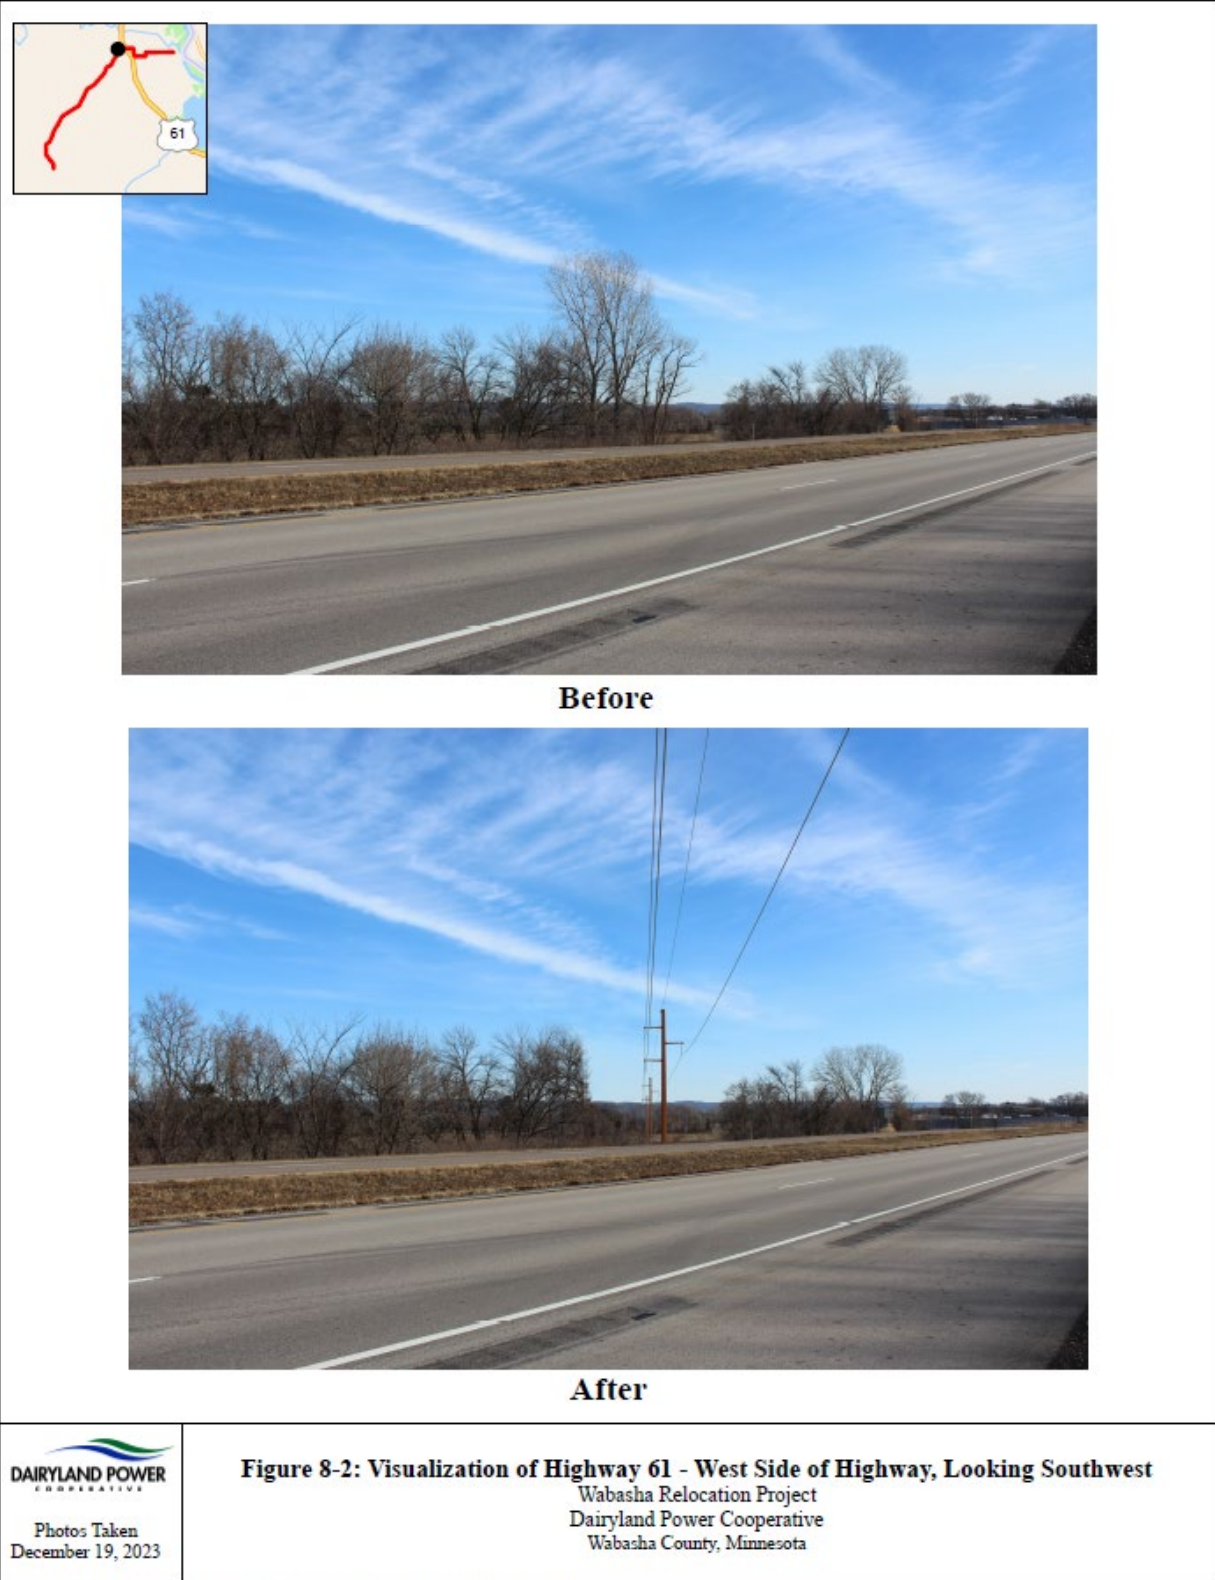 61
Before
After
DAIRYLAND POWER
COOPERATIVE
Photos Taken
December 19, 2023
Figure 8-2: Visualization of Highway 61 - West Side of Highway, Looking Southwest
Wabasha Relocation Project
Dairyland Power Cooperative
Wabasha County, Minnesota